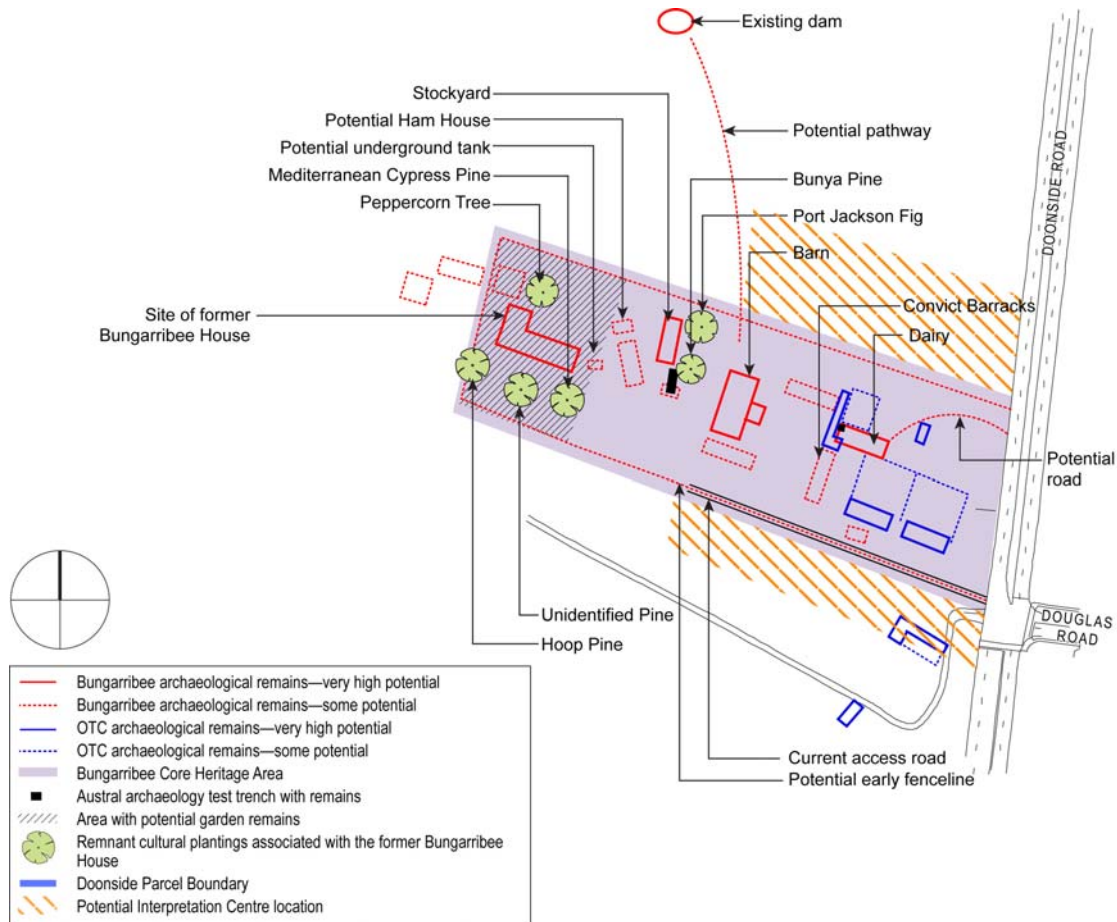 Existing dam
Stockyard
Potential Ham House
Potential underground tank
Mediterranean Cypress Pine
Peppercorn Tree
Potential pathway
Bunya Pine
Port Jackson Fig
Barn
Convict Barracks
Dairy
DOONSIDE ROAD
Site of former
Bungarribee House
Potential
road
Unidentified Pine
Hoop Pine
DOUGLAS
ROAD
Current access road
Potential early fenceline
Bungarribee archaeological remains—very high potential
Bungarribee archaeological remains—some potential
OTC archaeological remains—very high potential
OTC archaeological remains—some potential
Bungarribee Core Heritage Area
Austral archaeology test trench with remains
Area with potential garden remains
Remnant cultural plantings associated with the former Bungarribee
House
Doonside Parcel Boundary
Potential Interpretation Centre location